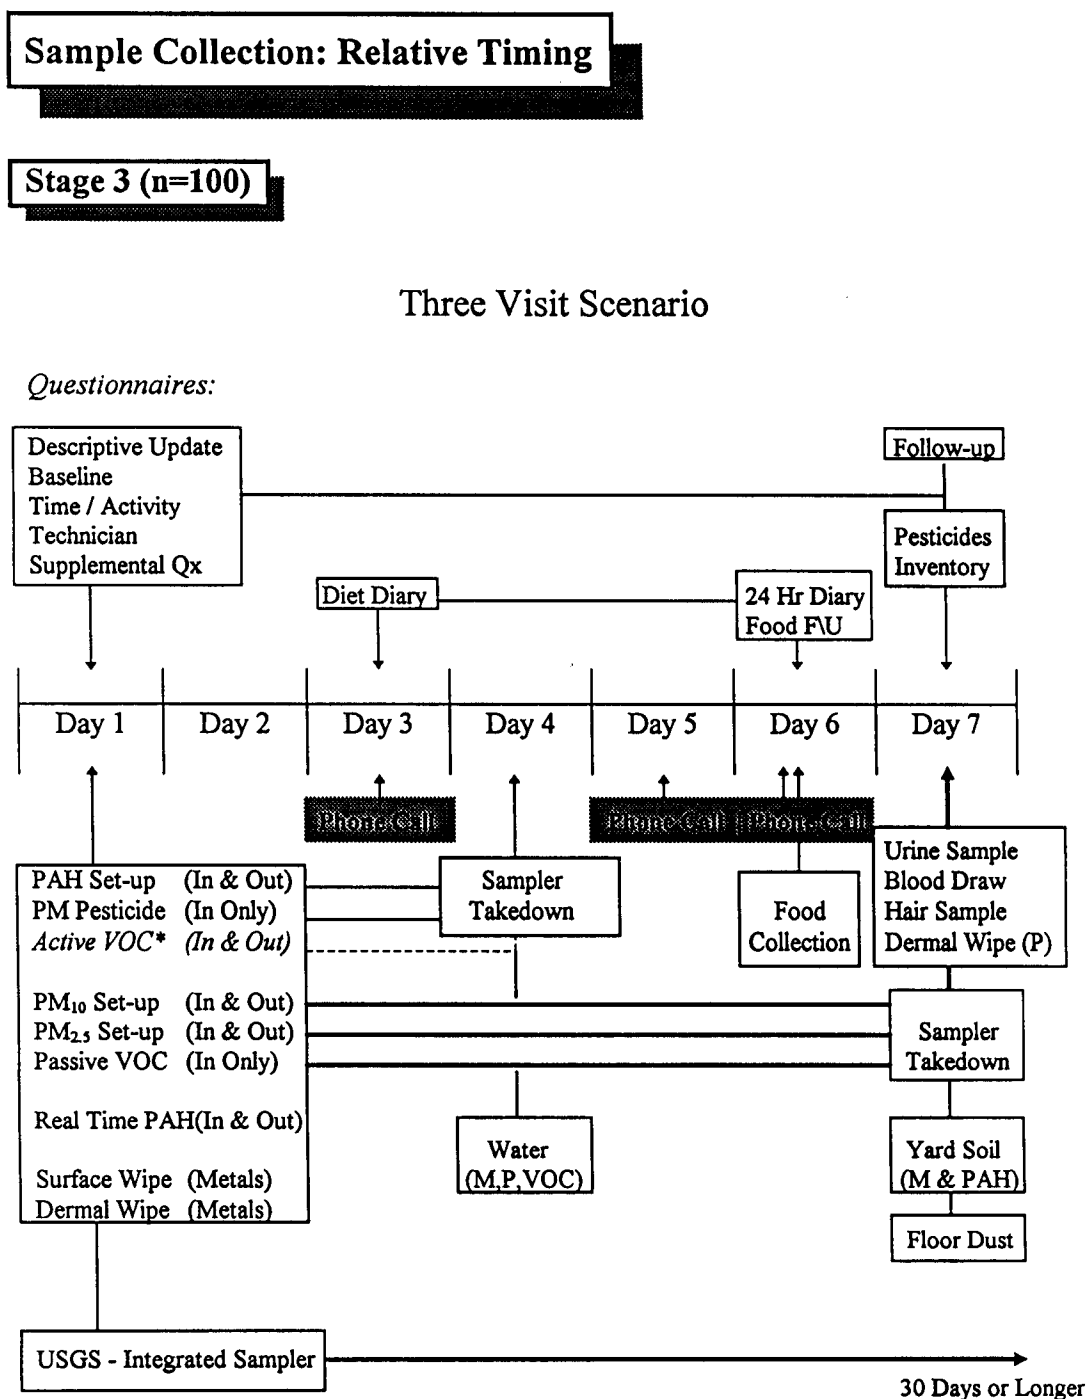 Sample Collection: Relative Timing
Stage 3 (n=100)
Three Visit Scenario
Questionnaires:
Descriptive Update
Baseline
Time / Activity
Technician
Supplemental Qx
Follow-up
Pesticides
Inventory
Diet Diary
24 Hr Diary
Food F\U
Day 1
Day 2
Day 3
Day 4
Day 5
Day 6
Day 7
Phone Call
Phone Call
Phone Call
PAH Set-up (In & Out)
PM Pesticide (In Only)
Active VOC* (In & Out)
PM10 Set-up (In & Out)
PM2.5 Set-up (In & Out)
Passive VOC (In Only)
Real Time PAH(In & Out)
Surface Wipe (Metals)
Dermal Wipe (Metals)
Sampler
Takedown
Water
(M,P,VOC)
Food
Collection
Urine Sample
Blood Draw
Hair Sample
Dermal Wipe (P)
Sampler
Takedown
Yard Soil
(M & PAH)
Floor Dust
USGS - Integrated Sampler
30 Days or Longer